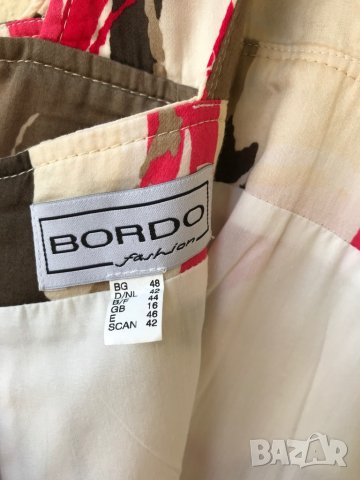 BORDO
fashion
BG 48
D/NL 42
B/F 44
GB 16
E 46
SCAN 42
BAZAR